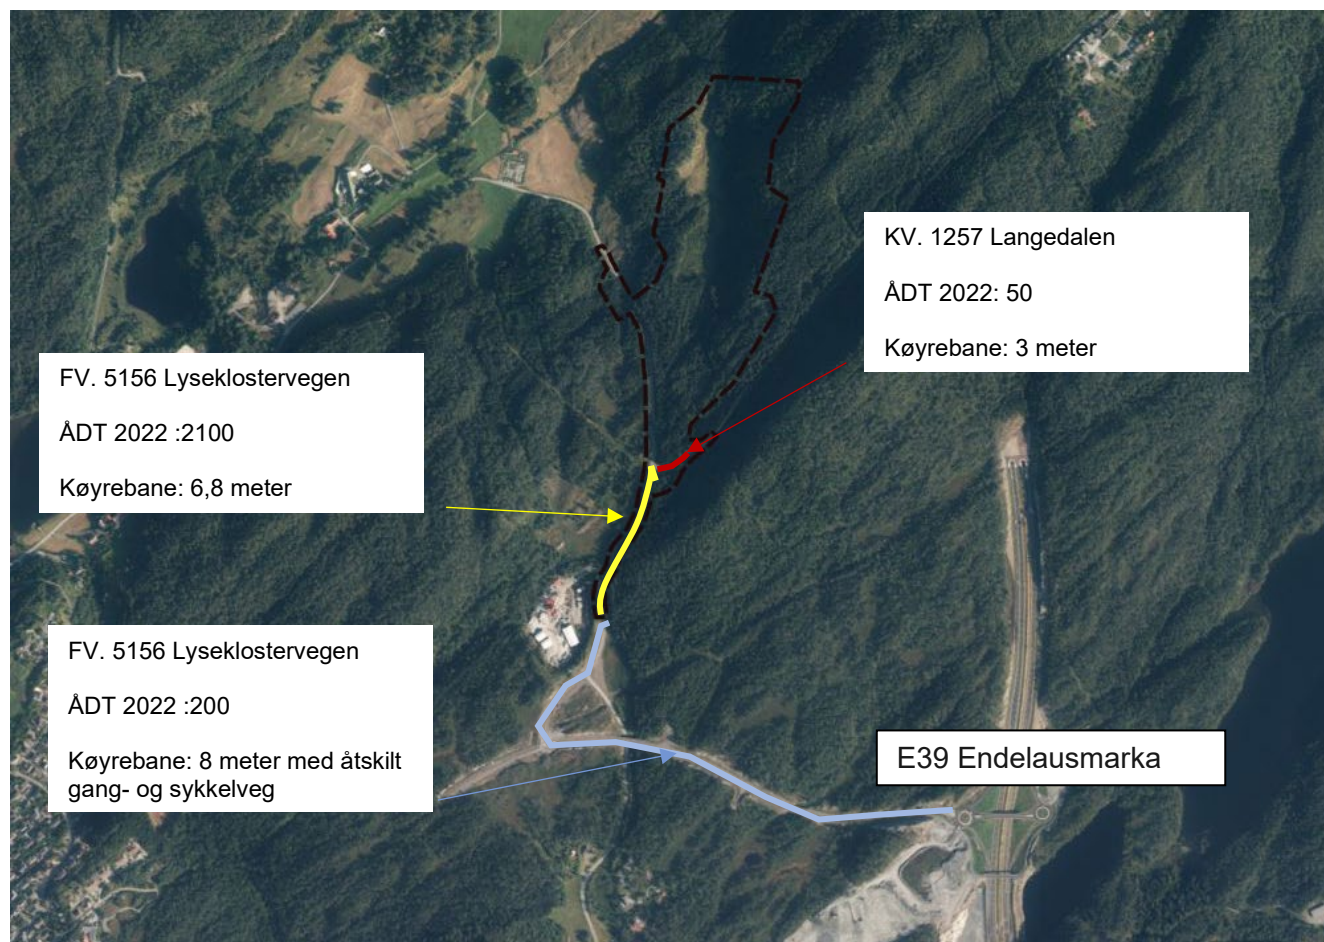 KV. 1257 Langedalen
ÅDT 2022: 50
Køyrebane: 3 meter
FV. 5156 Lyseklostervegen
ÅDT 2022 :2100
Køyrebane: 6,8 meter
FV. 5156 Lyseklostervegen
ÅDT 2022 :200
Køyrebane: 8 meter med åtskilt
gang- og sykkelveg
E39 Endelausmarka